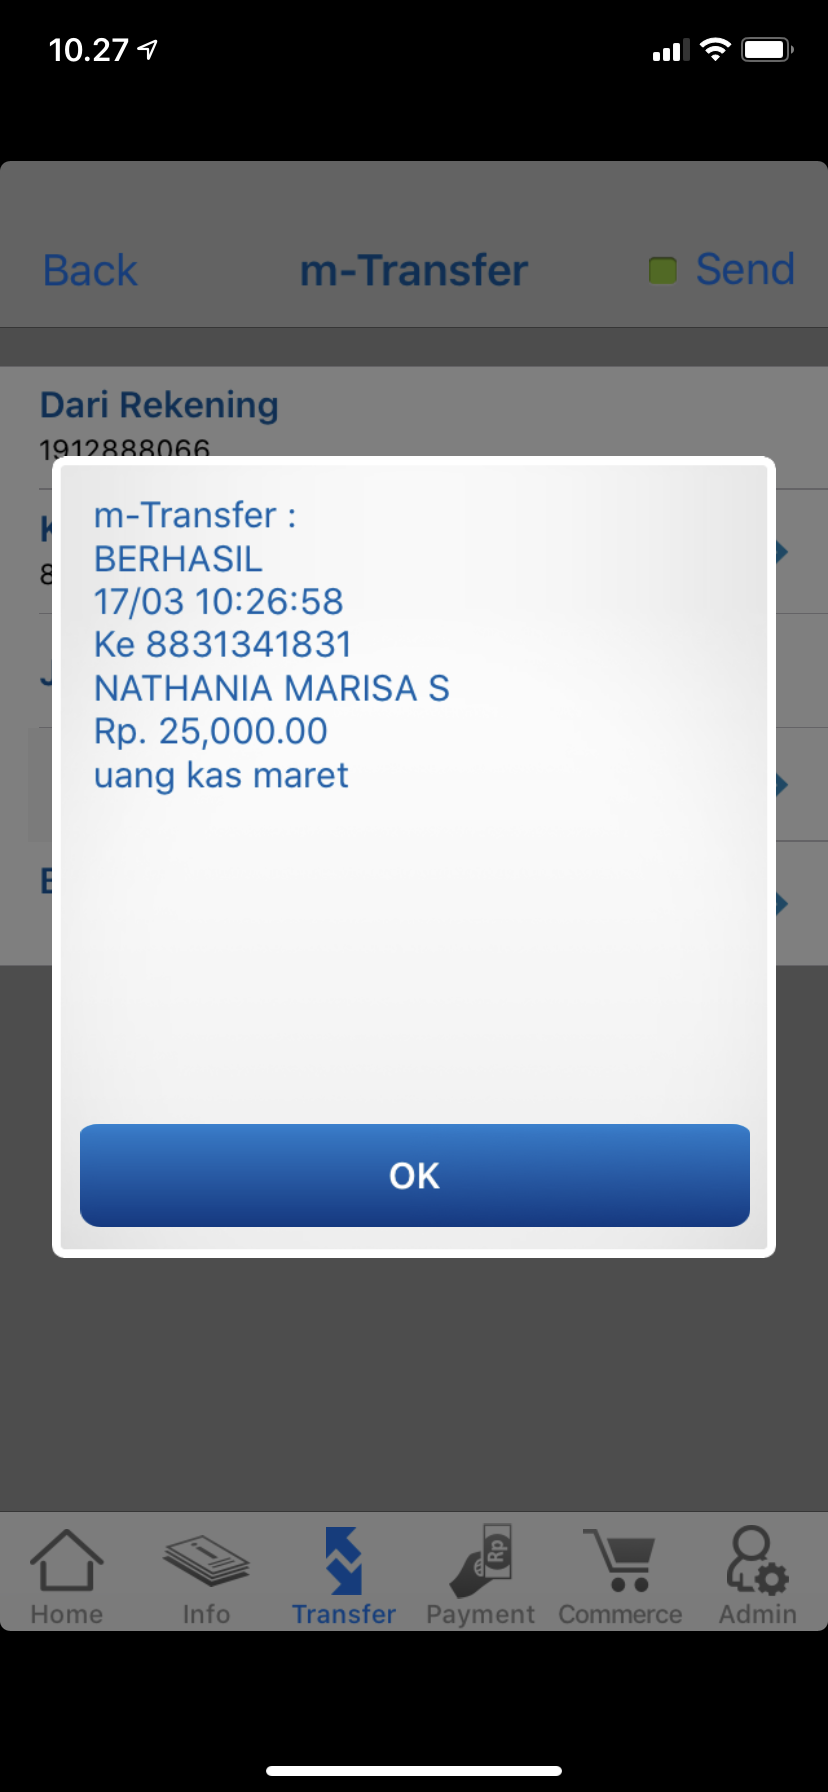 10.27
Back m-Transfer Send
Dari Rekening
1912888066
m-Transfer :
BERHASIL
17/03 10:26:58
Ke 8831341831
NATHANIA MARISA S
Rp. 25,000.00
uang kas maret
OK
Home Info Transfer Payment Commerce Admin